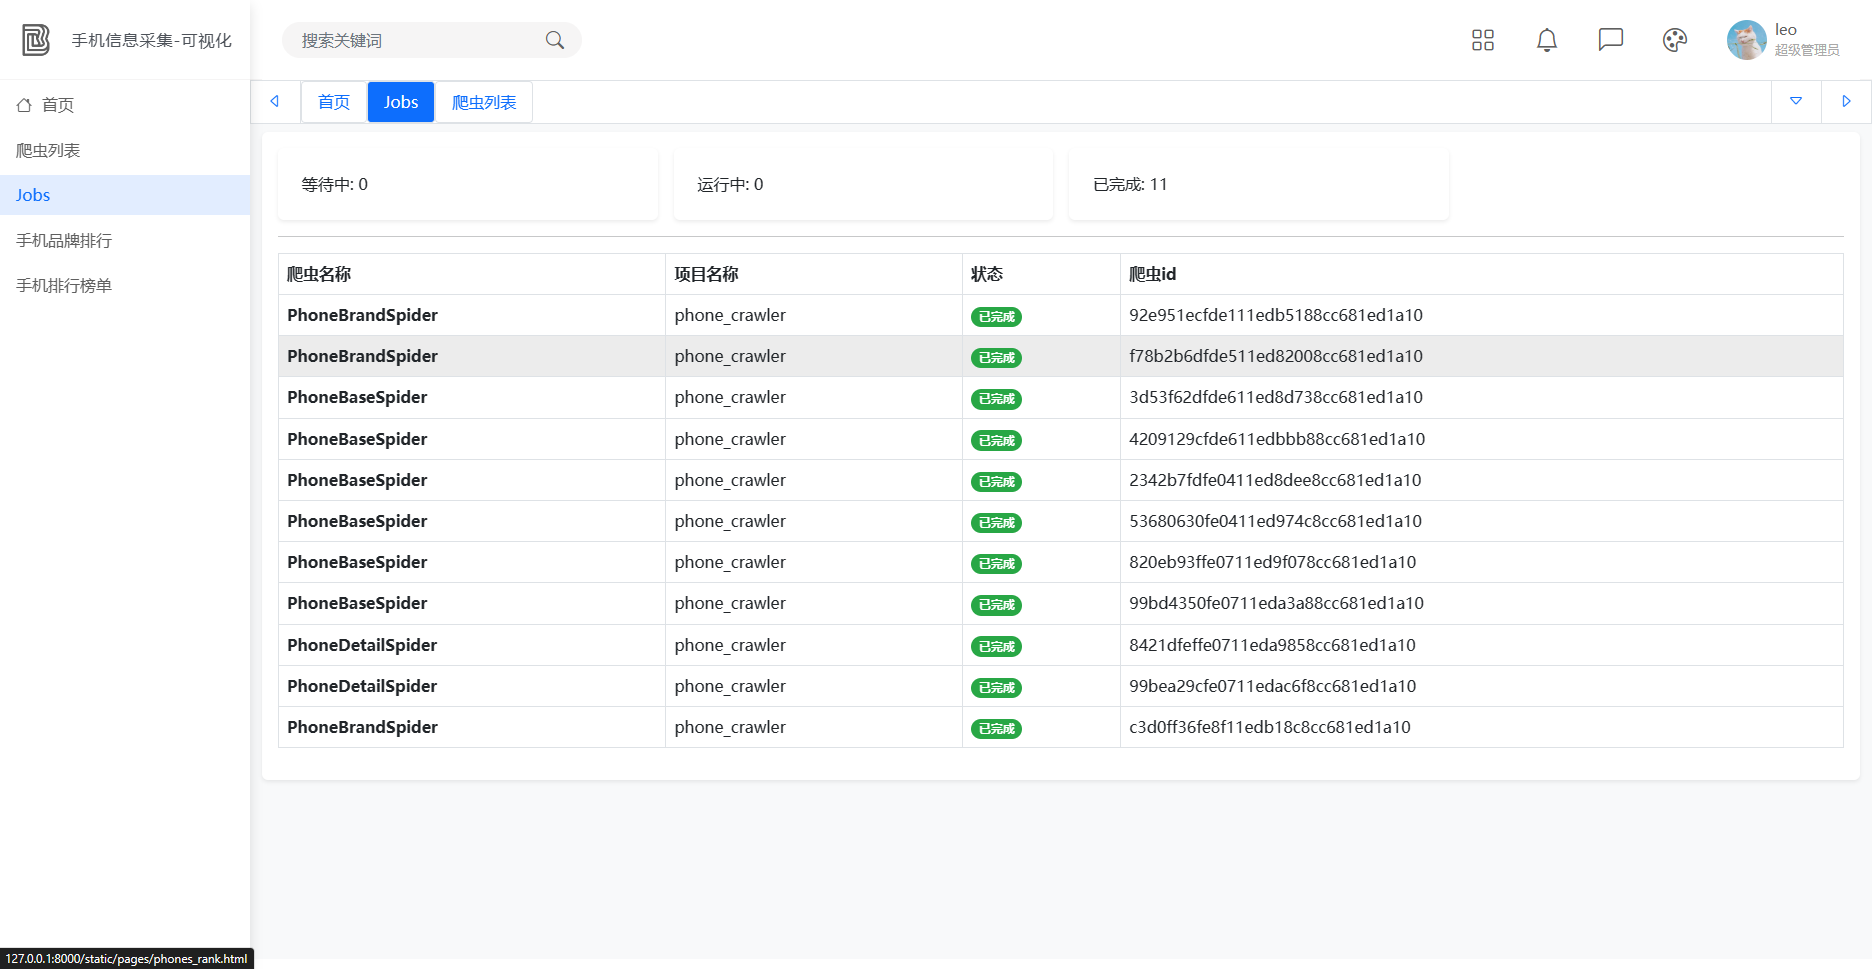 手机信息采集-可视化
搜索关键词
leo
超级管理员
首页
爬虫列表
Jobs
手机品牌排行
手机排行榜单
首页 Jobs 爬虫列表
等待中: 0 运行中: 0 已完成: 11
爬虫名称 项目名称 状态 爬虫id
PhoneBrandSpider phone_crawler 已完成 92e951ecfde111edb5188cc681ed1a10
PhoneBrandSpider phone_crawler 已完成 f78b2b6dfde511ed82008cc681ed1a10
PhoneBaseSpider phone_crawler 已完成 3d53f62dfde611ed8d738cc681ed1a10
PhoneBaseSpider phone_crawler 已完成 4209129cfde611edbbb88cc681ed1a10
PhoneBaseSpider phone_crawler 已完成 2342b7fdfe0411ed8dee8cc681ed1a10
PhoneBaseSpider phone_crawler 已完成 53680630fe0411ed974c8cc681ed1a10
PhoneBaseSpider phone_crawler 已完成 820eb93ffe0711ed9f078cc681ed1a10
PhoneBaseSpider phone_crawler 已完成 99bd4350fe0711eda3a88cc681ed1a10
PhoneDetailSpider phone_crawler 已完成 8421dfeffe0711eda9858cc681ed1a10
PhoneDetailSpider phone_crawler 已完成 99bea29cfe0711edac6f8cc681ed1a10
PhoneBrandSpider phone_crawler 已完成 c3d0ff36fe8f11edb18c8cc681ed1a10
127.0.0.1:8000/static/pages/phones_rank.html